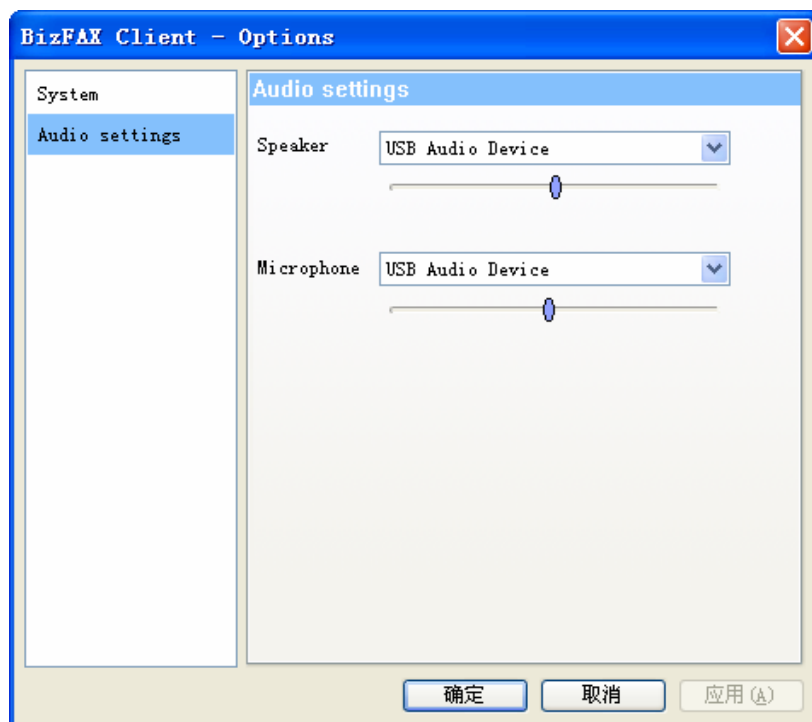 BizFAX Client - Options
System
Audio settings
Audio settings
Speaker
USB Audio Device
Microphone
USB Audio Device
确定
取消
应用(A)